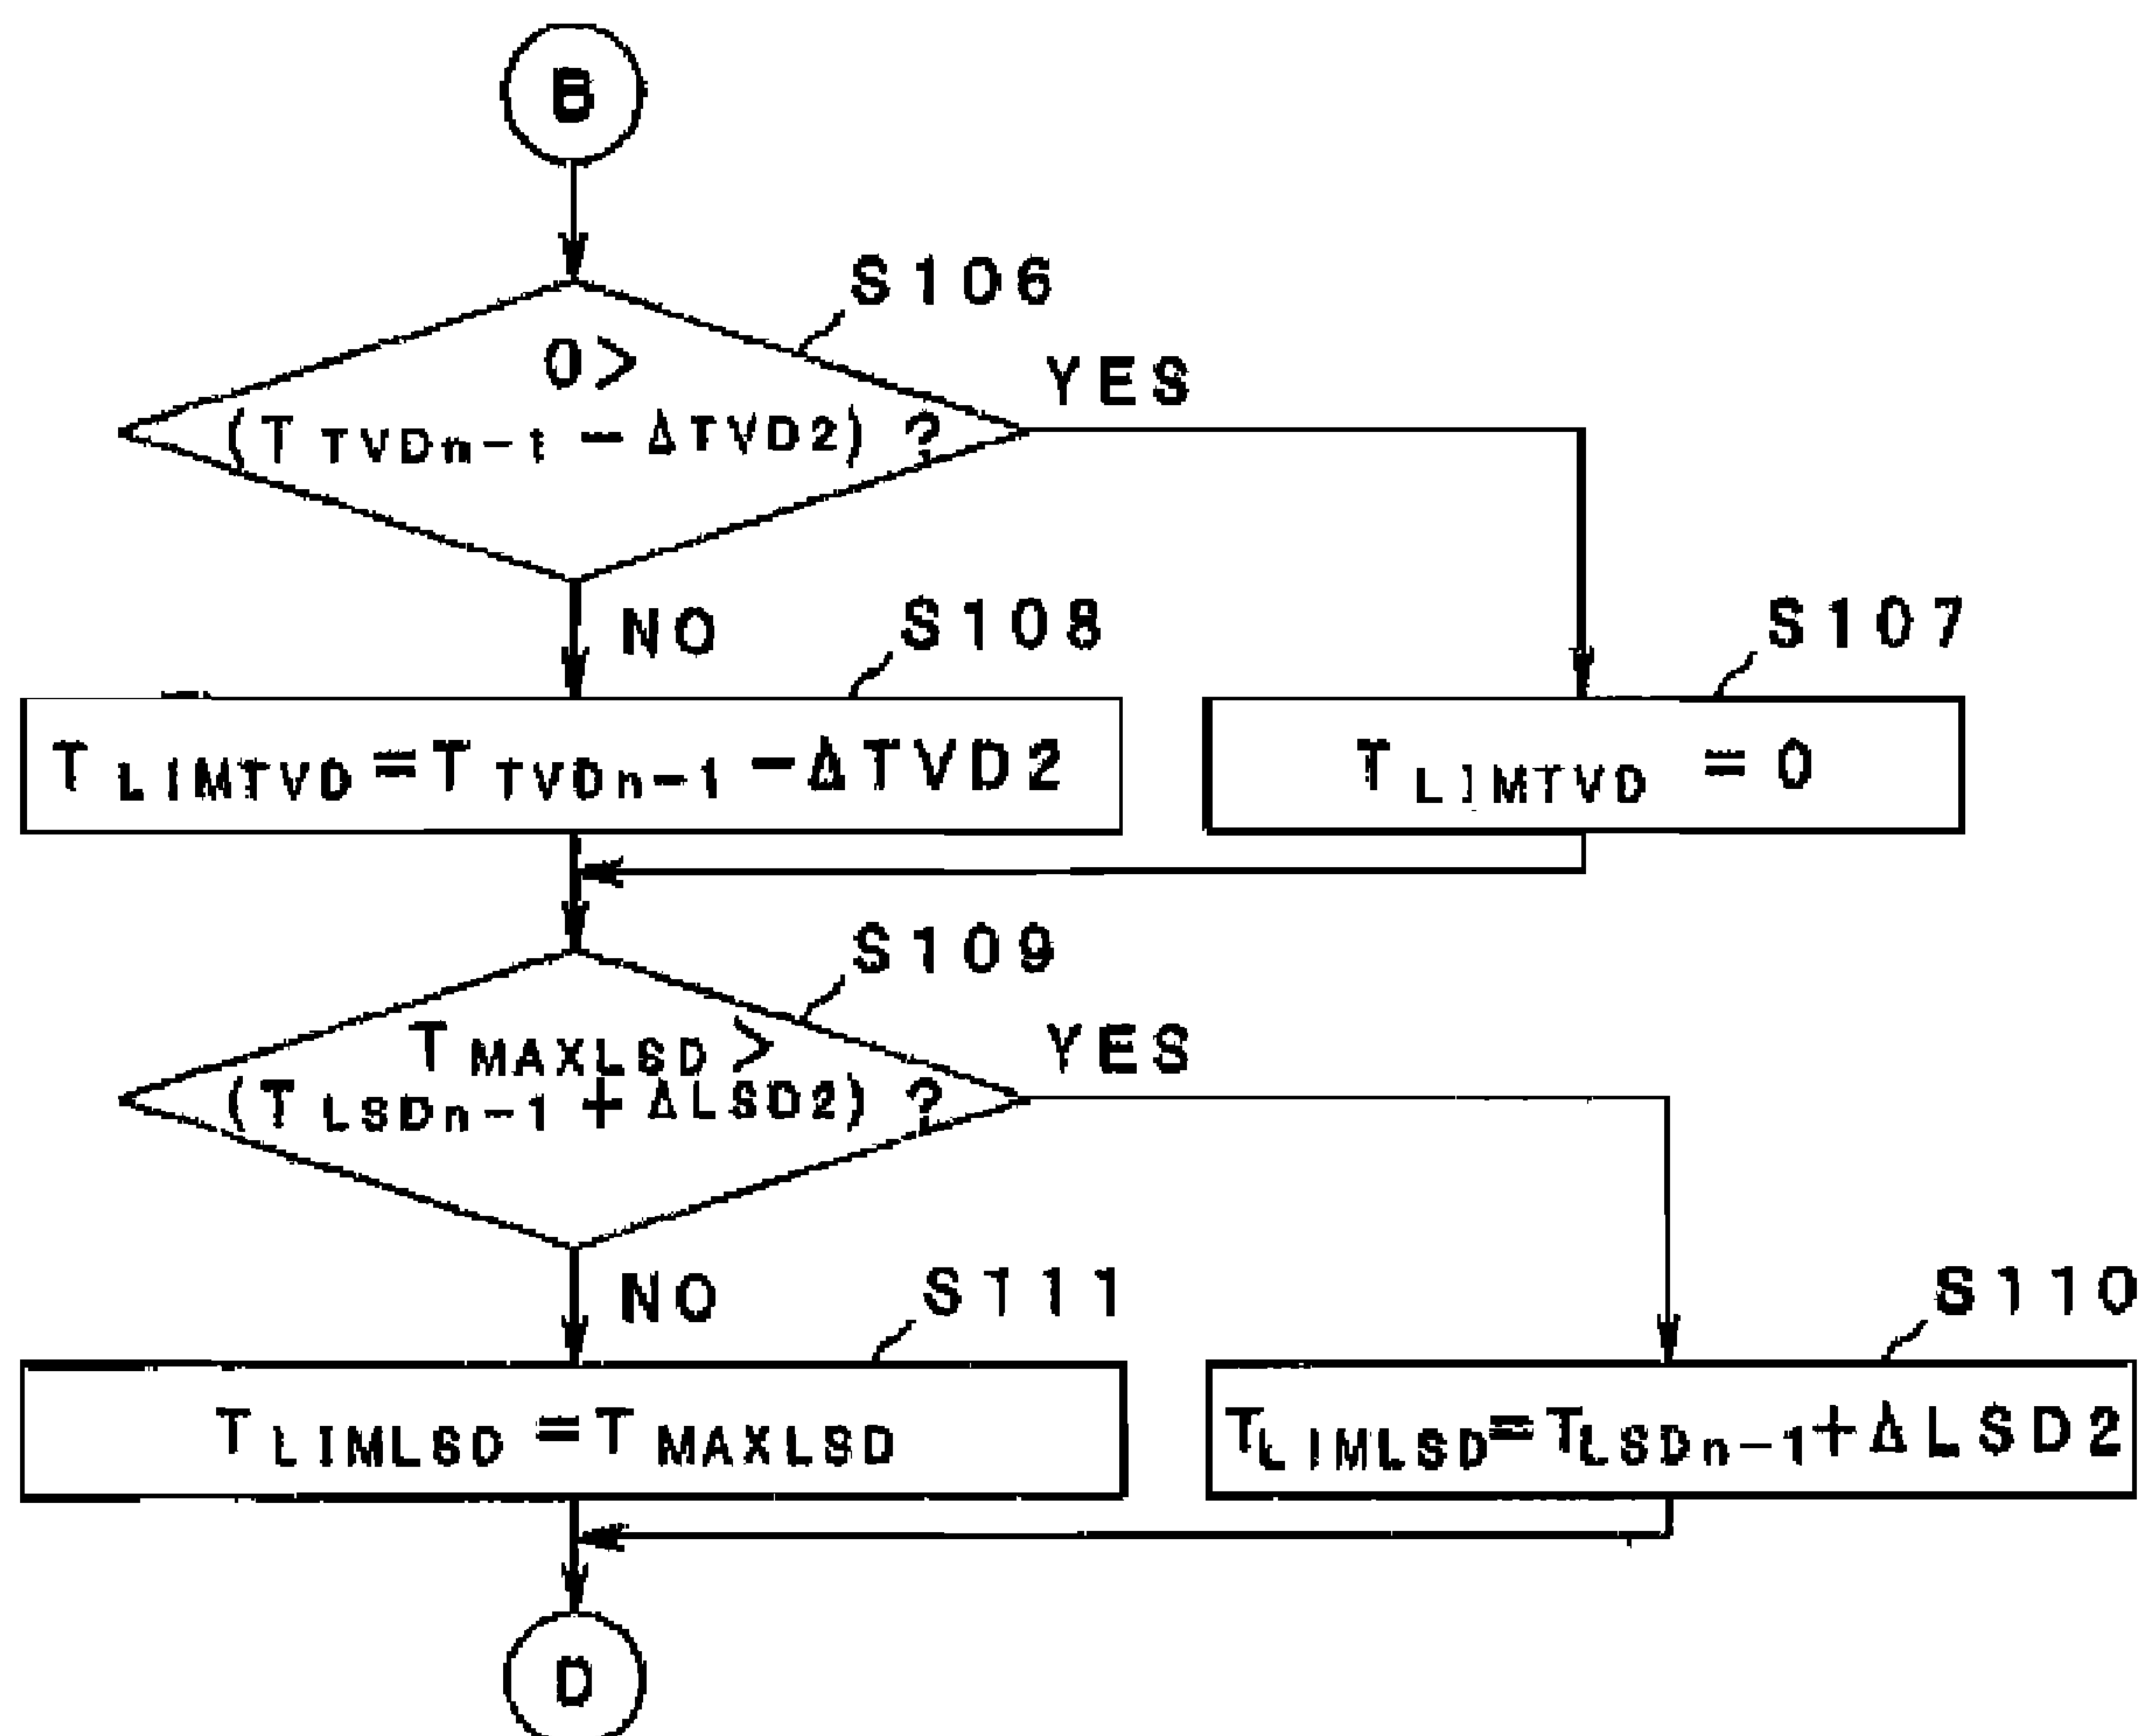 B
S106
0>
(T TVDn-1 - ΔTVD2) ?
YES
NO
S108
S107
T LIMTVD = T TVDn-1 - ΔTVD2
T LIMTVD = 0
S109
T MAXLSD >
(T LSDn-1 + ΔLSD2) ?
YES
NO
S111
S110
T LIMLSD = T MAXLSD
T LIMLSD = T LSDn-1 + ΔLSD2
D